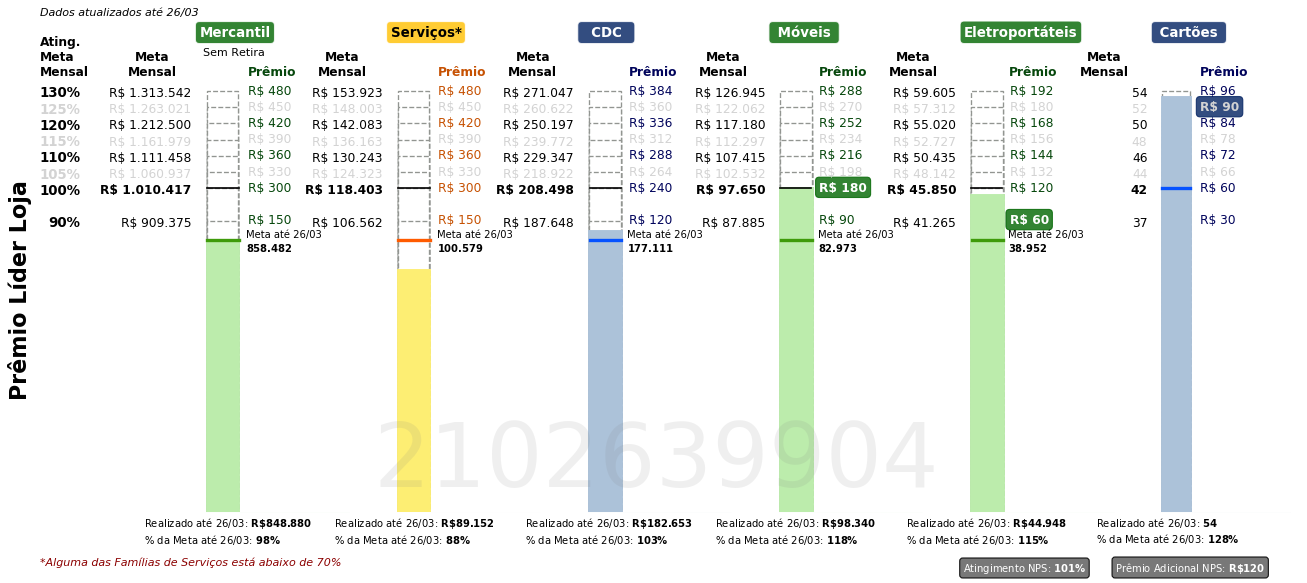 Dados atualizados até 26/03
Mercantil Serviços* CDC Móveis Eletroportáteis Cartões
Sem Retira
Ating. Meta Mensal Meta Mensal Prêmio Meta Mensal Prêmio Meta Mensal Prêmio Meta Mensal Prêmio Meta Mensal Prêmio Meta Mensal Prêmio
130% R$ 1.313.542 R$ 480 R$ 153.923 R$ 480 R$ 271.047 R$ 384 R$ 126.945 R$ 288 R$ 59.605 R$ 192 54 R$ 96
125% R$ 1.263.021 R$ 450 R$ 148.003 R$ 450 R$ 260.622 R$ 360 R$ 122.062 R$ 270 R$ 57.312 R$ 180 52 R$ 90
120% R$ 1.212.500 R$ 420 R$ 142.083 R$ 420 R$ 250.197 R$ 336 R$ 117.180 R$ 252 R$ 55.020 R$ 168 50 R$ 84
115% R$ 1.161.979 R$ 390 R$ 136.163 R$ 390 R$ 239.772 R$ 312 R$ 112.297 R$ 234 R$ 52.727 R$ 156 48 R$ 78
110% R$ 1.111.458 R$ 360 R$ 130.243 R$ 360 R$ 229.347 R$ 288 R$ 107.415 R$ 216 R$ 50.435 R$ 144 46 R$ 72
105% R$ 1.060.937 R$ 330 R$ 124.323 R$ 330 R$ 218.922 R$ 264 R$ 102.532 R$ 198 R$ 48.142 R$ 132 44 R$ 66
100% R$ 1.010.417 R$ 300 R$ 118.403 R$ 300 R$ 208.498 R$ 240 R$ 97.650 R$ 180 R$ 45.850 R$ 120 42 R$ 60
90% R$ 909.375 R$ 150 R$ 106.562 R$ 150 R$ 187.648 R$ 120 R$ 87.885 R$ 90 R$ 41.265 R$ 60 37 R$ 30
Meta até 26/03 Meta até 26/03 Meta até 26/03 Meta até 26/03 Meta até 26/03
858.482 100.579 177.111 82.973 38.952
Prêmio Líder Loja
2102639904
Realizado até 26/03: R$848.880 Realizado até 26/03: R$89.152 Realizado até 26/03: R$182.653 Realizado até 26/03: R$98.340 Realizado até 26/03: R$44.948 Realizado até 26/03: 54
% da Meta até 26/03: 98% % da Meta até 26/03: 88% % da Meta até 26/03: 103% % da Meta até 26/03: 118% % da Meta até 26/03: 115% % da Meta até 26/03: 128%
*Alguma das Famílias de Serviços está abaixo de 70%
Atingimento NPS: 101% Prêmio Adicional NPS: R$120